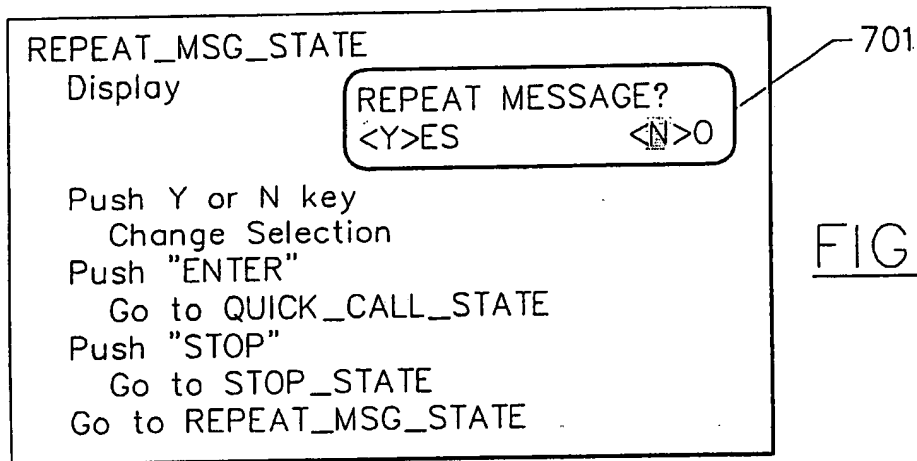 REPEAT_MSG_STATE
Display
REPEAT MESSAGE?
<Y>ES <N>O
701
Push Y or N key
Change Selection
Push "ENTER"
Go to QUICK_CALL_STATE
Push "STOP"
Go to STOP_STATE
Go to REPEAT_MSG_STATE
FIG